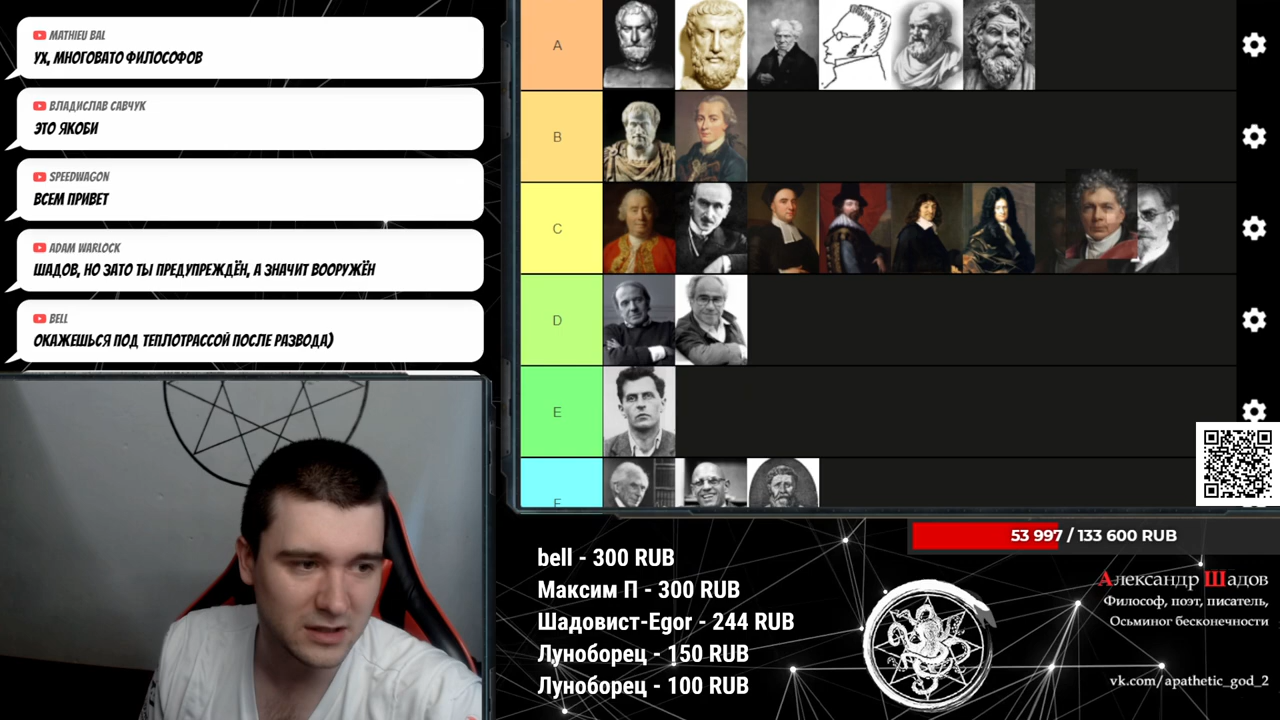 MATHIEU BAL
УХ, МНОГОВАТО ФИЛОСОФОВ
ВЛАДИСЛАВ САВЧУК
ЭТО ЯКОБИ
SPEEDWAGON
ВСЕМ ПРИВЕТ
ADAM WARLOCK
ШАДОВ, НО ЗАТО ТЫ ПРЕДУПРЕЖДЁН, А ЗНАЧИТ ВООРУЖЁН
BELL
ОКАЖЕШЬСЯ ПОД ТЕПЛОТРАССОЙ ПОСЛЕ РАЗВОДА)
A
B
C
D
E
F
53 997 / 133 600 RUB
bell - 300 RUB
Максим П - 300 RUB
Шадовист-Egor - 244 RUB
Луноборец - 150 RUB
Луноборец - 100 RUB
Александр Шадов
Философ, поэт, писатель,
Осьминог бесконечности
vk.com/apathetic_god_2